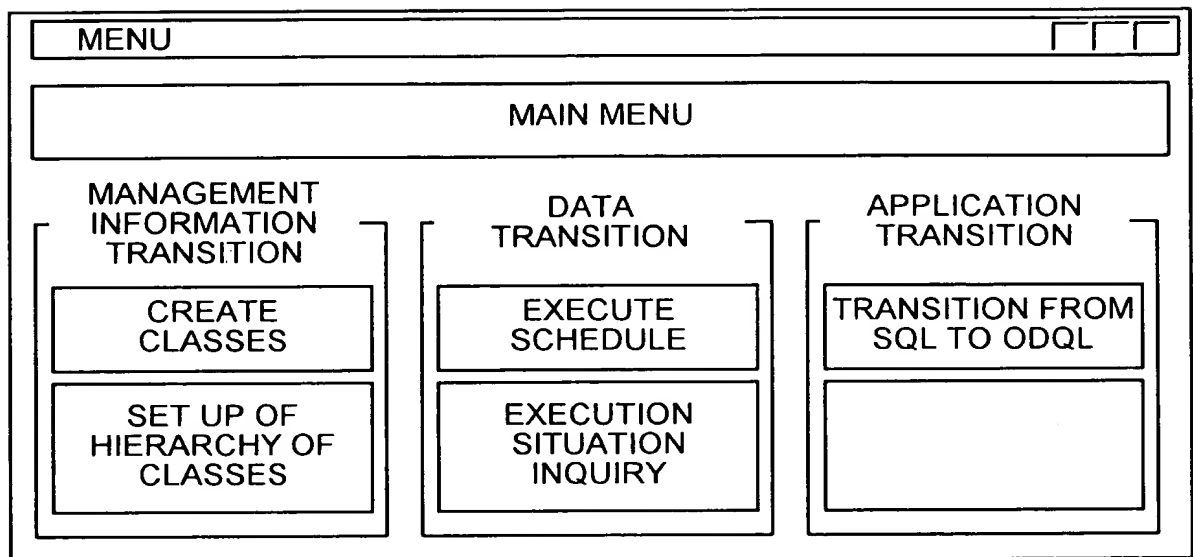 MENU
MAIN MENU
MANAGEMENT
INFORMATION
TRANSITION
CREATE
CLASSES
SET UP OF
HIERARCHY OF
CLASSES
DATA
TRANSITION
EXECUTE
SCHEDULE
EXECUTION
SITUATION
INQUIRY
APPLICATION
TRANSITION
TRANSITION FROM
SQL TO ODQL